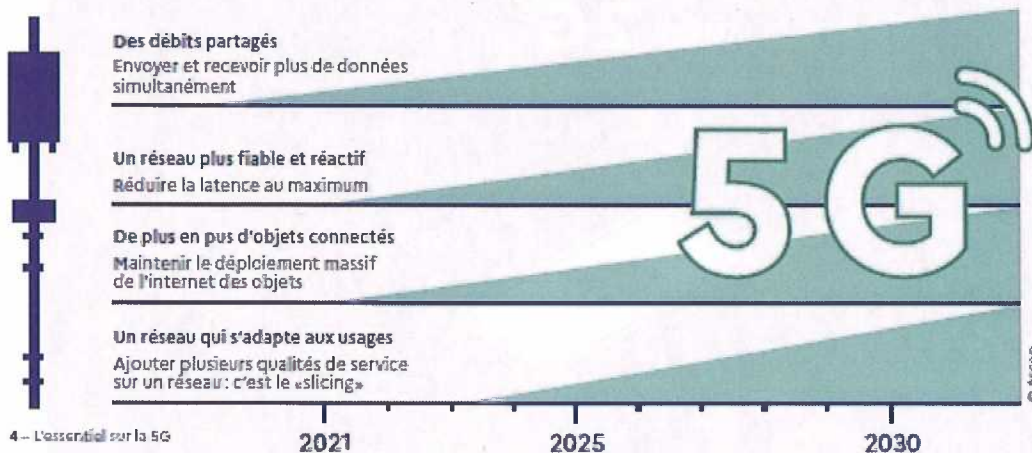 Des débits partagés
Envoyer et recevoir plus de données
simultanément
Un réseau plus fiable et réactif
Réduire la latence au maximum
De plus en pus d'objets connectés
Maintenir le déploiement massif
de l'internet des objets
Un réseau qui s'adapte aux usages
Ajouter plusieurs qualités de service
sur un réseau : c'est le «slicing»
5G
4 – L'essentiel sur la 5G
2021
2025
2030